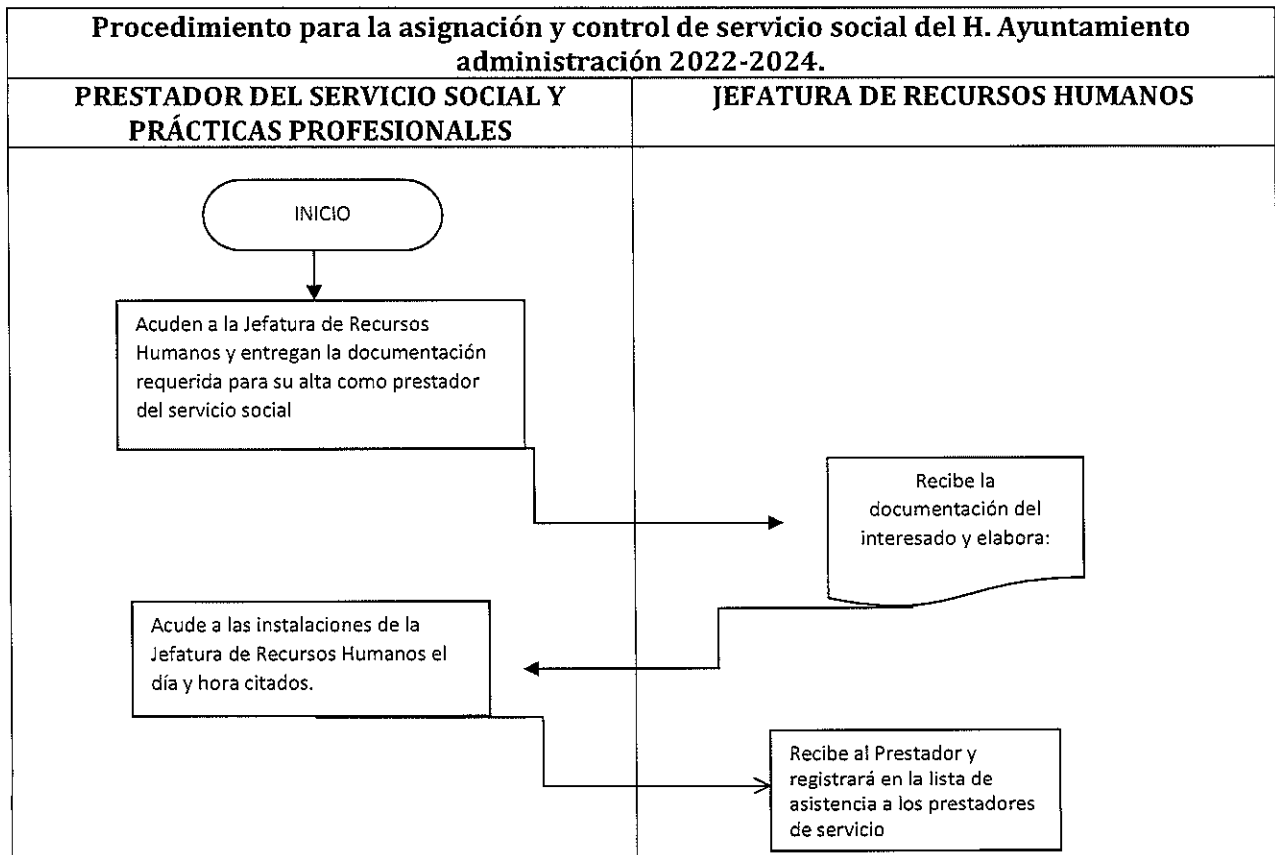 Procedimiento para la asignación y control de servicio social del H. Ayuntamiento
administración 2022-2024.
PRESTADOR DEL SERVICIO SOCIAL Y
PRÁCTICAS PROFESIONALES
JEFATURA DE RECURSOS HUMANOS
INICIO
Acuden a la Jefatura de Recursos
Humanos y entregan la documentación
requerida para su alta como prestador
del servicio social
Recibe la
documentación del
interesado y elabora:
Acude a las instalaciones de la
Jefatura de Recursos Humanos el
día y hora citados.
Recibe al Prestador y
registrará en la lista de
asistencia a los prestadores
de servicio